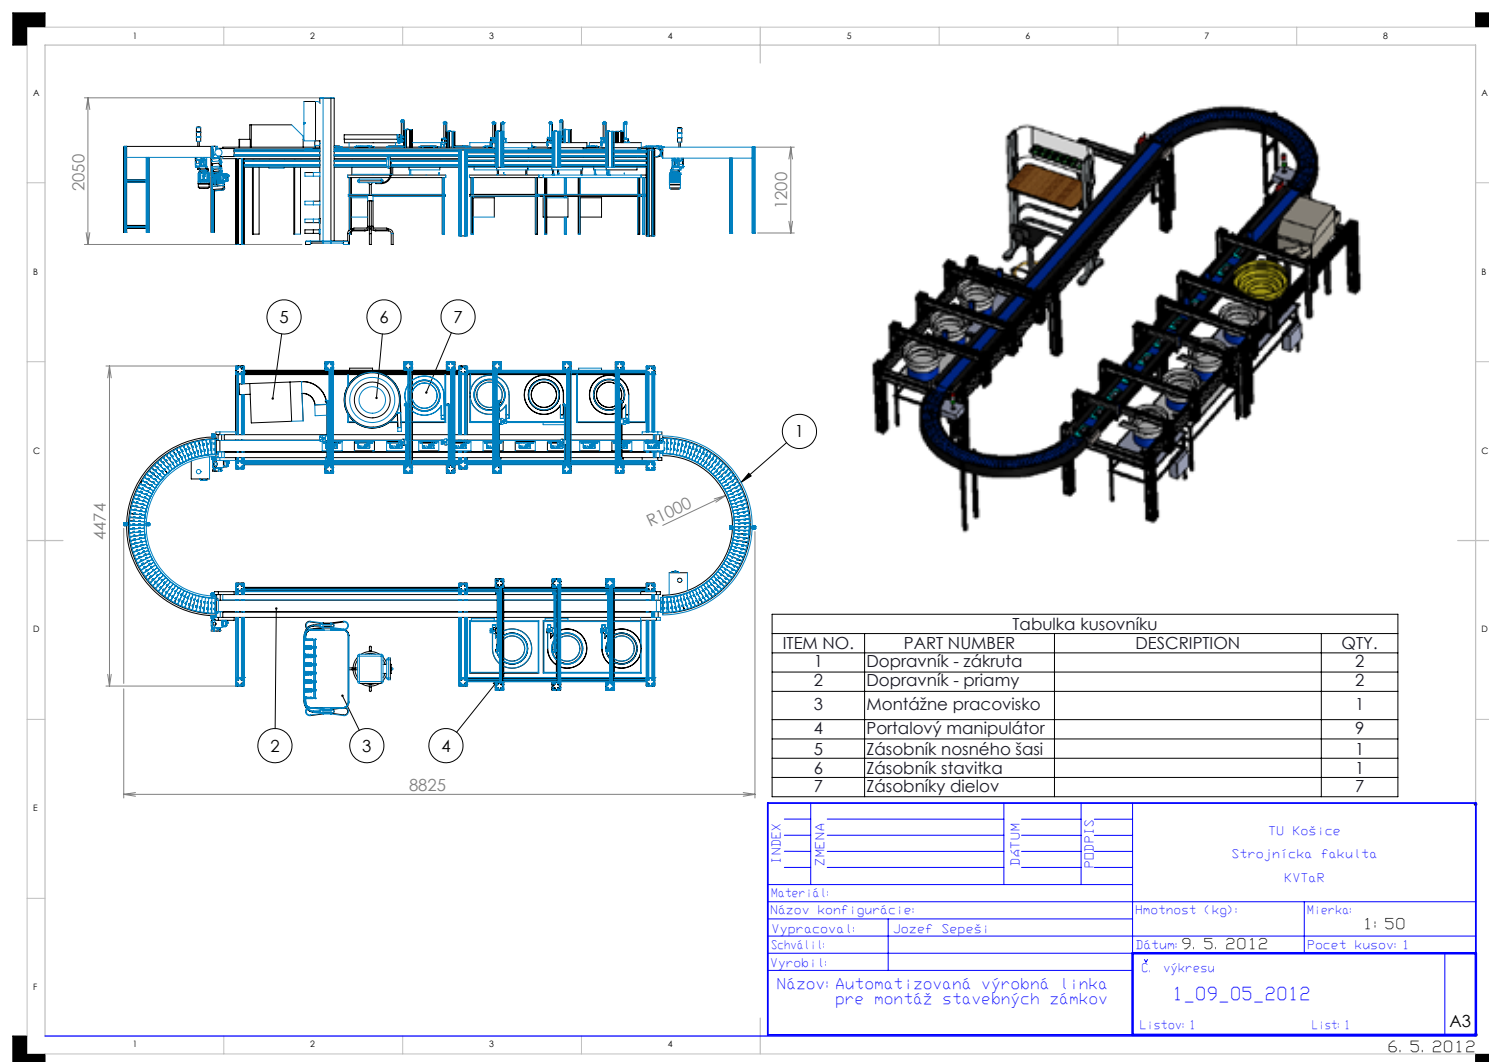 1 2 3 4 5 6 7 8
A A
2050
1200
B B
5 6 7
1
C C
R1000
4474
D D
2 3 4
8825
Tabulka kusovníku
ITEM NO. PART NUMBER DESCRIPTION QTY.
1 Dopravník - zákruta 2
2 Dopravník - priamy 2
3 Montážne pracovisko 1
4 Portalový manipulátor 9
5 Zásobník nosného šasi 1
6 Zásobník stavitka 1
7 Zásobníky dielov 7
E E
INDEX ZMENA DÁTUM PODPIS
TU Košice
Strojnícka fakulta
KVTaR
Materiál:
Názov konfigurácie:
Hmotnost (kg): Mierka:
1: 50
Vypracoval: Jozef Sepeši
Schválil:
Dátum: 9. 5. 2012 Pocet kusov: 1
Vyrobil:
Č. výkresu
1_09_05_2012
Názov: Automatizovaná výrobná linka
pre montáž stavebných zámkov
F F
Listov: 1 List: 1 A3
1 2 3 4
6. 5. 2012